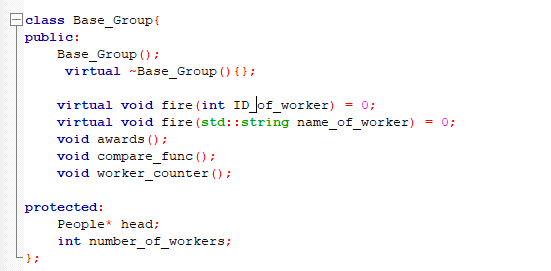 class Base_Group{
public:
    Base_Group();
     virtual ~Base_Group(){};

    virtual void fire(int ID_of_worker) = 0;
    virtual void fire(std::string name_of_worker) = 0;
    void awards();
    void compare_func();
    void worker_counter();

protected:
    People* head;
    int number_of_workers;
};